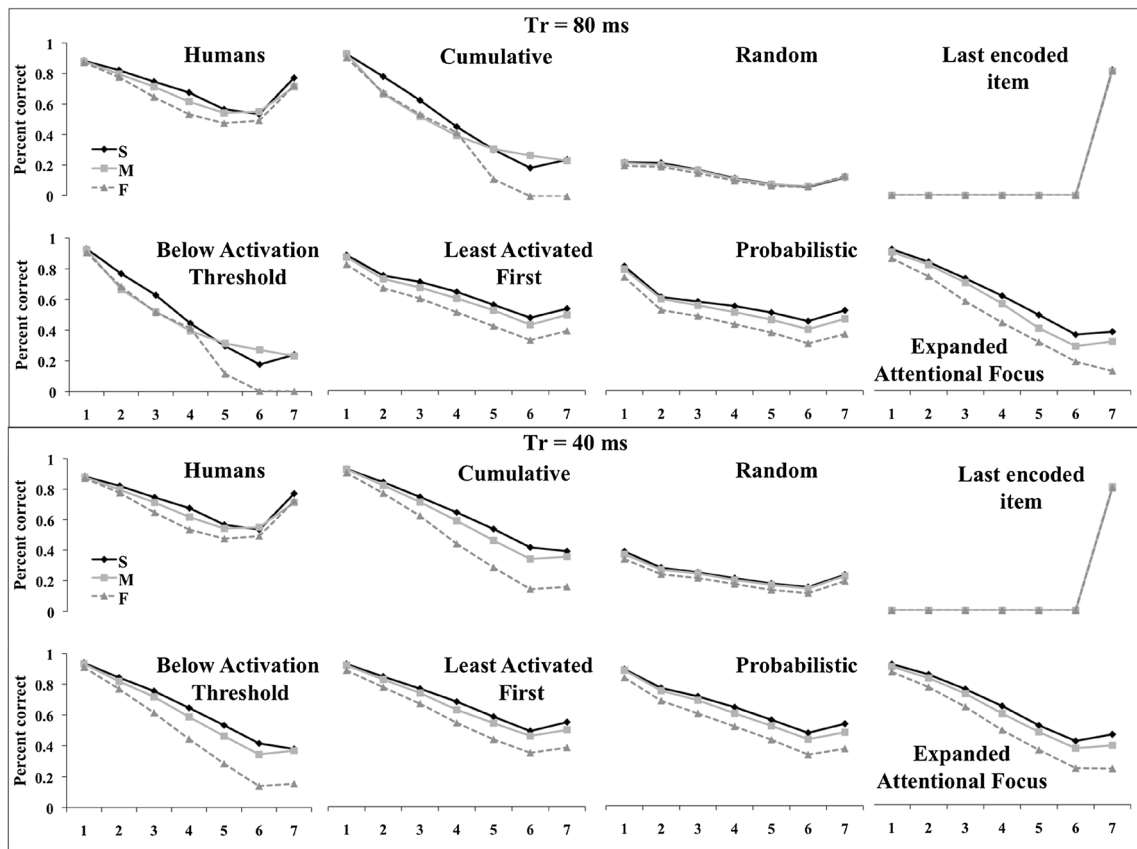 Tr = 80 ms
Humans
Cumulative
Random
Last encoded
item
Percent correct
1
0.8
0.6
0.4
0.2
0
S
M
F
Below Activation
Threshold
Least Activated
First
Probabilistic
Expanded
Attentional Focus
Percent correct
1
0.8
0.6
0.4
0.2
0
1 2 3 4 5 6 7
1 2 3 4 5 6 7
1 2 3 4 5 6 7
1 2 3 4 5 6 7
Tr = 40 ms
Humans
Cumulative
Random
Last encoded
item
Percent correct
1
0.8
0.6
0.4
0.2
0
S
M
F
Below Activation
Threshold
Least Activated
First
Probabilistic
Expanded
Attentional Focus
Percent correct
1
0.8
0.6
0.4
0.2
0
1 2 3 4 5 6 7
1 2 3 4 5 6 7
1 2 3 4 5 6 7
1 2 3 4 5 6 7